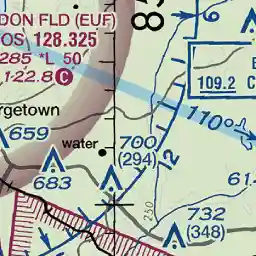 DON FLD (EUF)
OS 128.325
285 *L 50
122.8 C
109.2
110°
rgetown
659
water
700
(294)
12
683
250
61
732
(348)